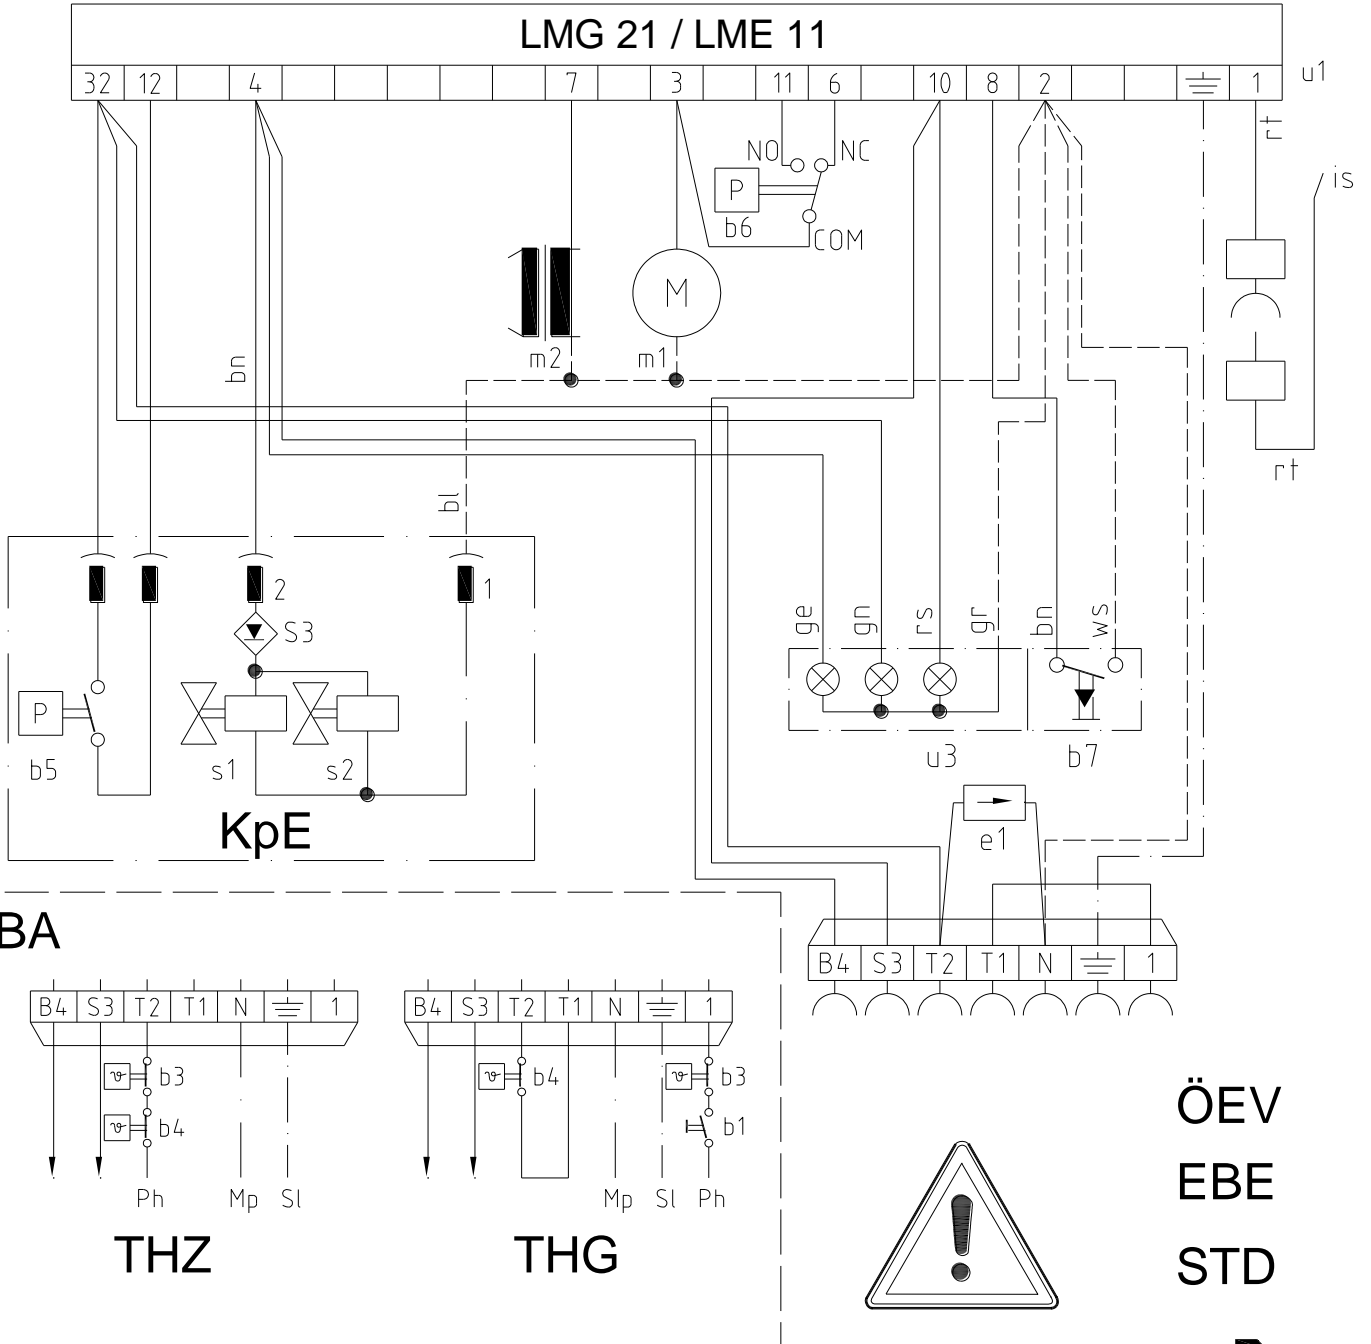 LMG 21 / LME 11
32 12 4 7 3 11 6 10 8 2 1 u1
rt
NO NC
is
P
b6
COM
M
m2 m1
bn
rt
bl
2 1
ge gn rs gr bn ws
S3
P
b5 s1 s2
u3 b7
KpE
e1
BA
B4 S3 T2 T1 N 1
B4 S3 T2 T1 N 1
B4 S3 T2 T1 N 1
ϑ b3
ϑ b4
ϑ b4
ϑ b3
b1
Ph Mp Sl
Mp Sl Ph
THZ
THG
!
ÖEV
EBE
STD